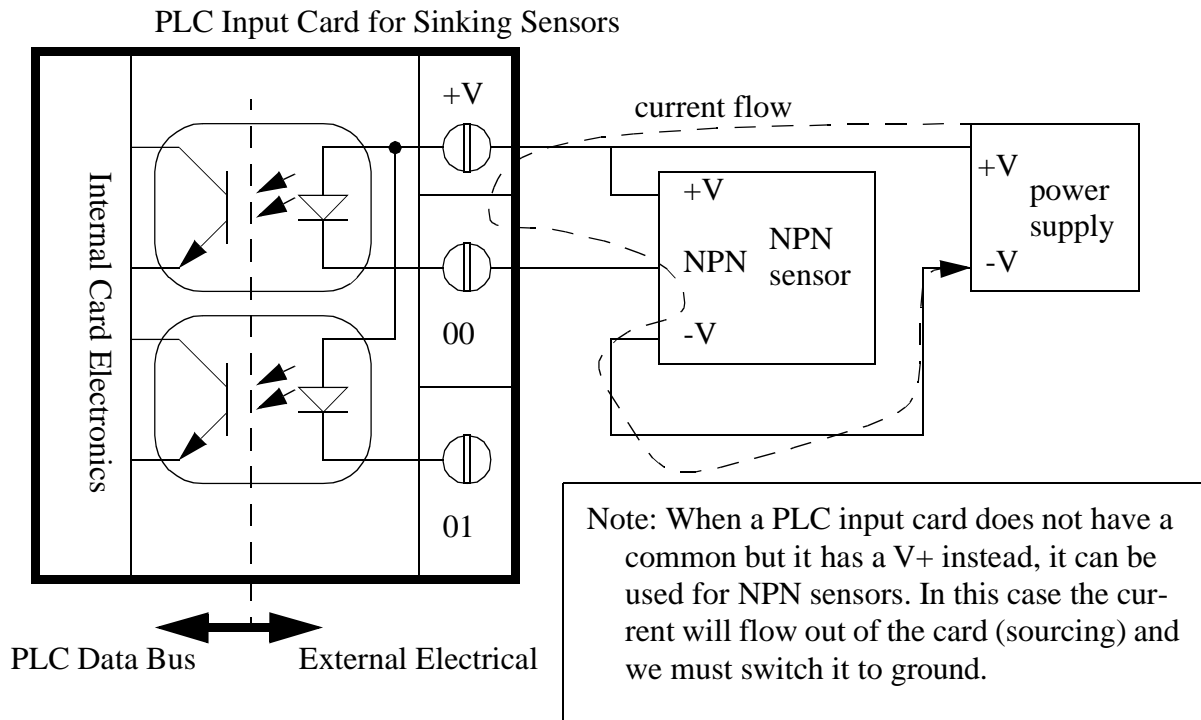 PLC Input Card for Sinking Sensors
+V
current flow
Internal Card Electronics
+V
NPN
NPN
sensor
-V
+V
power
supply
-V
00
01
PLC Data Bus
External Electrical
Note: When a PLC input card does not have a
common but it has a V+ instead, it can be
used for NPN sensors. In this case the cur-
rent will flow out of the card (sourcing) and
we must switch it to ground.